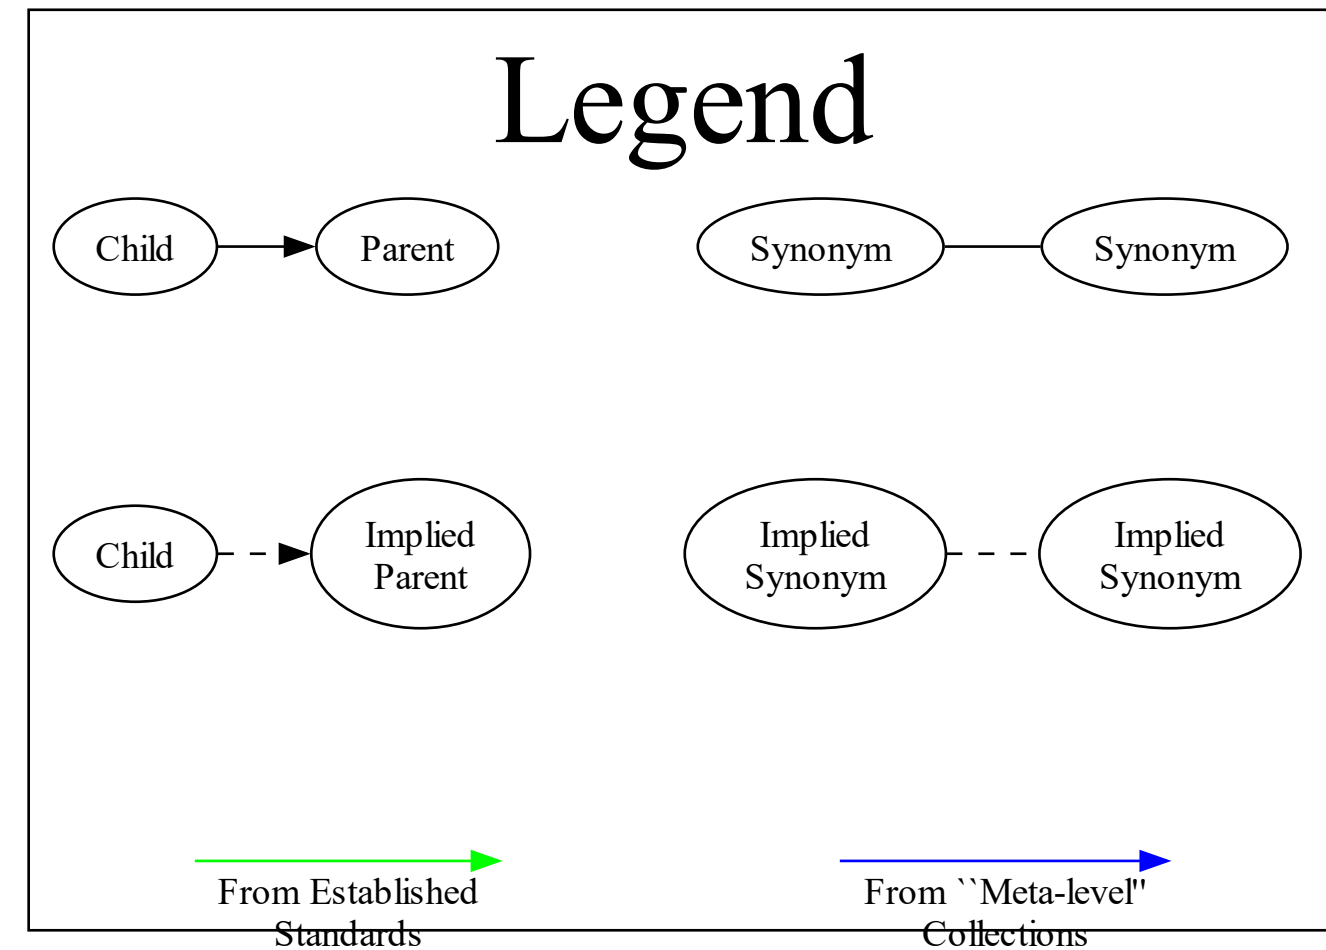 Legend
Child
Parent
Synonym
Synonym
Child
Implied
Parent
Implied
Synonym
Implied
Synonym
From Established
Standards
From ``Meta-level"
Collections